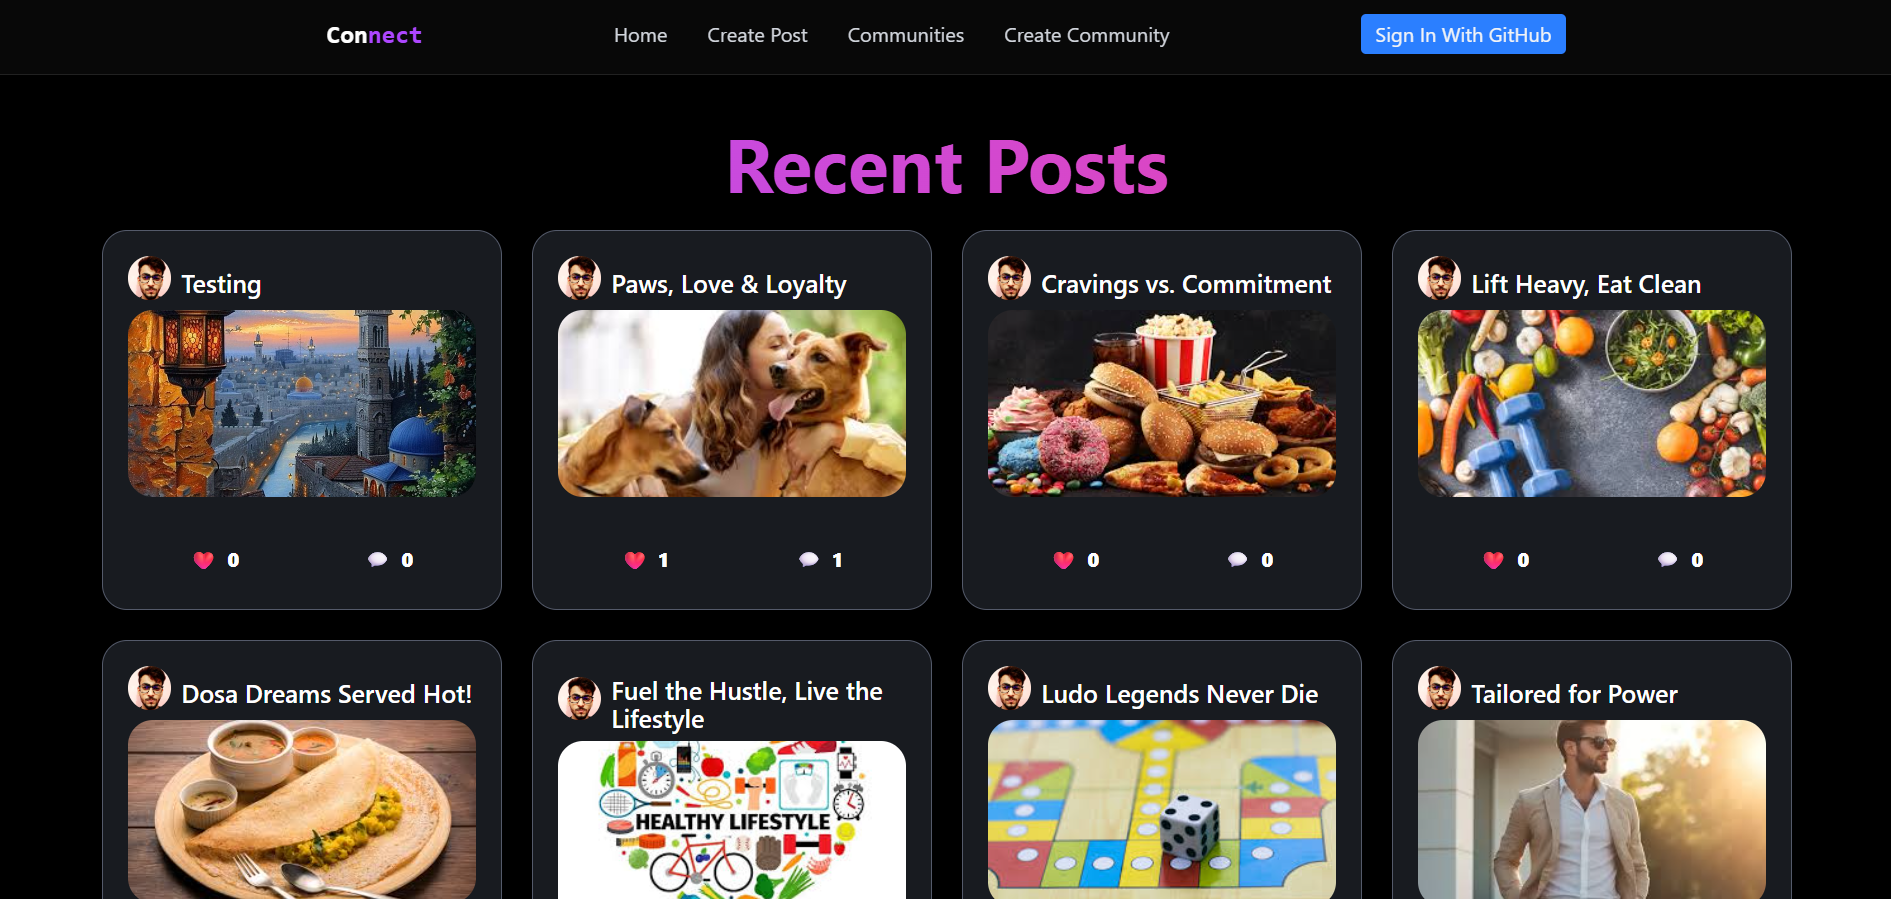 Connect
Home
Create Post
Communities
Create Community
Sign In With GitHub
Recent Posts
Testing
Paws, Love & Loyalty
Cravings vs. Commitment
Lift Heavy, Eat Clean
0
0
1
1
0
0
0
0
Dosa Dreams Served Hot!
Fuel the Hustle, Live the
Lifestyle
Ludo Legends Never Die
Tailored for Power
HEALTHY LIFESTYLE